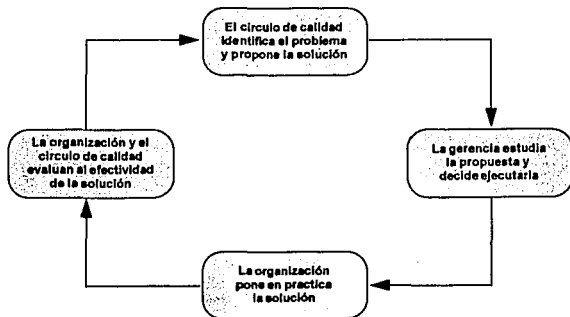 El circulo de calidad
identifica el problema
y propone la solución
La gerencia estudia
la propuesta y
decide ejecutarla
La organización
pone en practica
la solución
La organización y el
circulo de calidad
evaluan al efectividad
de la solución